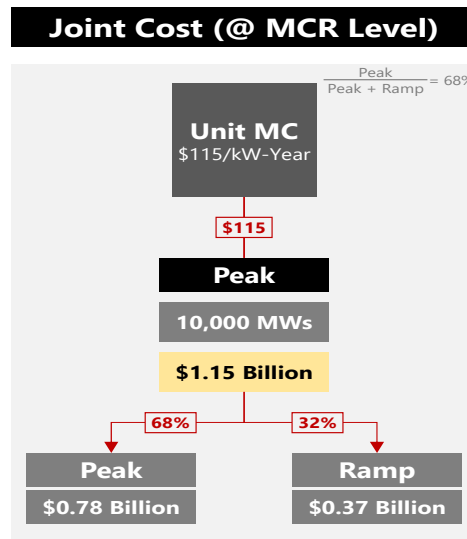 Joint Cost (@ MCR Level)
Peak
Peak + Ramp
= 68%
Unit MC
$115/kW-Year
$115
Peak
10,000 MWs
$1.15 Billion
68%
32%
Peak
Ramp
$0.78 Billion
$0.37 Billion